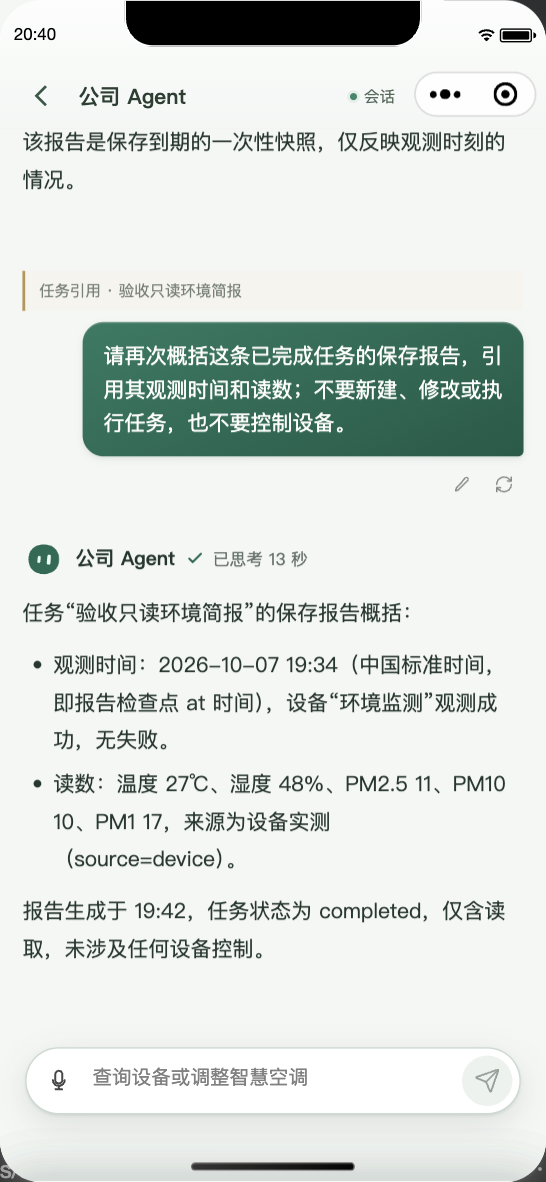 20:40
公司 Agent
会话
该报告是保存到期的一次性快照，仅反映观测时刻的
情况。
任务引用 · 验收只读环境简报
请再次概括这条已完成任务的保存报告，引
用其观测时间和读数；不要新建、修改或执
行任务，也不要控制设备。
公司 Agent 已思考 13 秒
任务“验收只读环境简报”的保存报告概括：
• 观测时间：2026-10-07 19:34（中国标准时间，
即报告检查点 at 时间），设备“环境监测”观测成
功，无失败。
• 读数：温度 27℃、湿度 48%、PM2.5 11、PM10
10、PM1 17，来源为设备实测
（source=device）。
报告生成于 19:42，任务状态为 completed，仅含读
取，未涉及任何设备控制。
查询设备或调整智慧空调